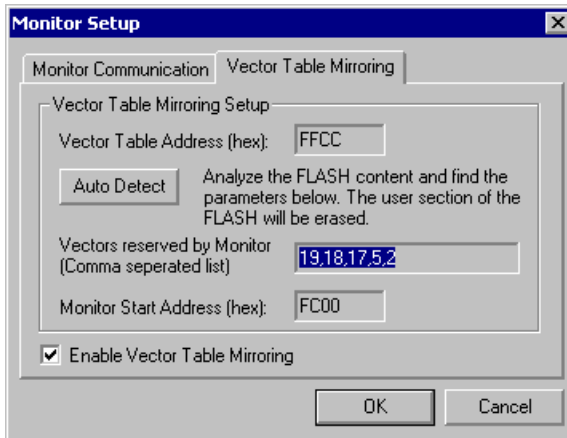 Monitor Setup
Monitor Communication
Vector Table Mirroring
Vector Table Mirroring Setup
Vector Table Address (hex): FFCC
Auto Detect
Analyze the FLASH content and find the
parameters below. The user section of the
FLASH will be erased.
Vectors reserved by Monitor
(Comma seperated list)
19,18,17,5,2
Monitor Start Address (hex): FC00
Enable Vector Table Mirroring
OK
Cancel